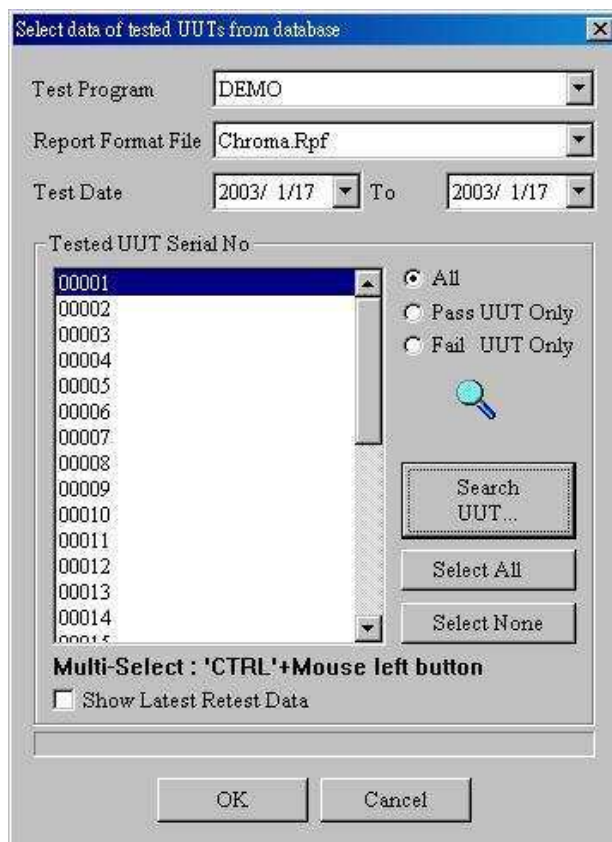 Select data of tested UUTs from database
Test Program DEMO
Report Format File Chroma.Rpf
Test Date 2003/ 1/17 To 2003/ 1/17
Tested UUT Serial No
00001
00002
00003
00004
00005
00006
00007
00008
00009
00010
00011
00012
00013
00014
00015
All
Pass UUT Only
Fail UUT Only
Search
UUT...
Select All
Select None
Multi-Select : 'CTRL'+Mouse left button
Show Latest Retest Data
OK
Cancel